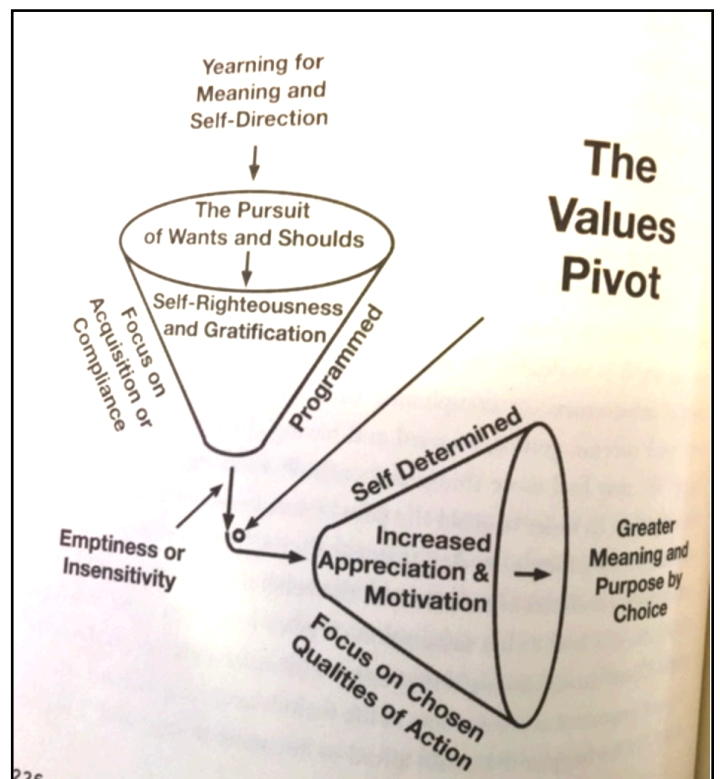 Yearning for
Meaning and
Self-Direction
The
Values
Pivot
The Pursuit
of Wants and Shoulds
Self-Righteousness
and Gratification
Focus on
Acquisition or
Compliance
Programmed
Emptiness or
Insensitivity
Self Determined
Increased
Appreciation &
Motivation
Greater
Meaning and
Purpose by
Choice
Focus on Chosen
Qualities of Action